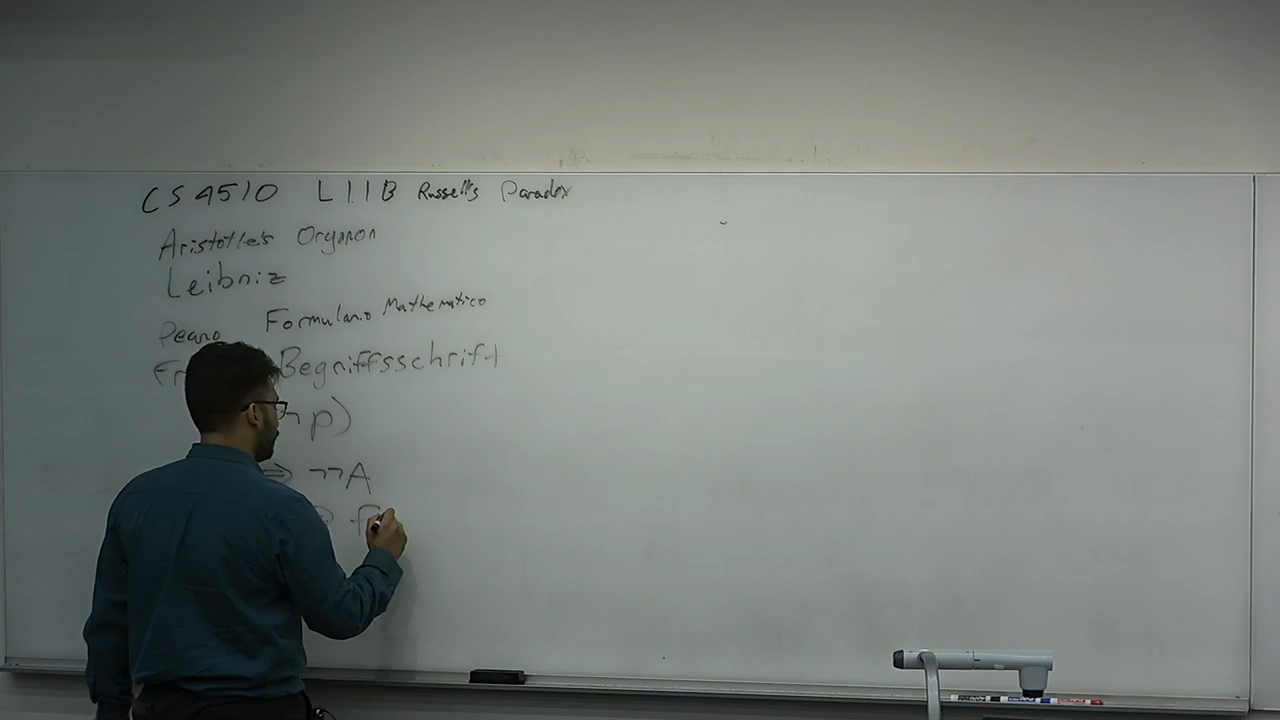 CS 4510 L11B Russell's Paradox
Aristotle's Organon
Leibniz
Peano Formulario Mathematico
Begriffsschrift
¬p)
⇒ ¬¬A